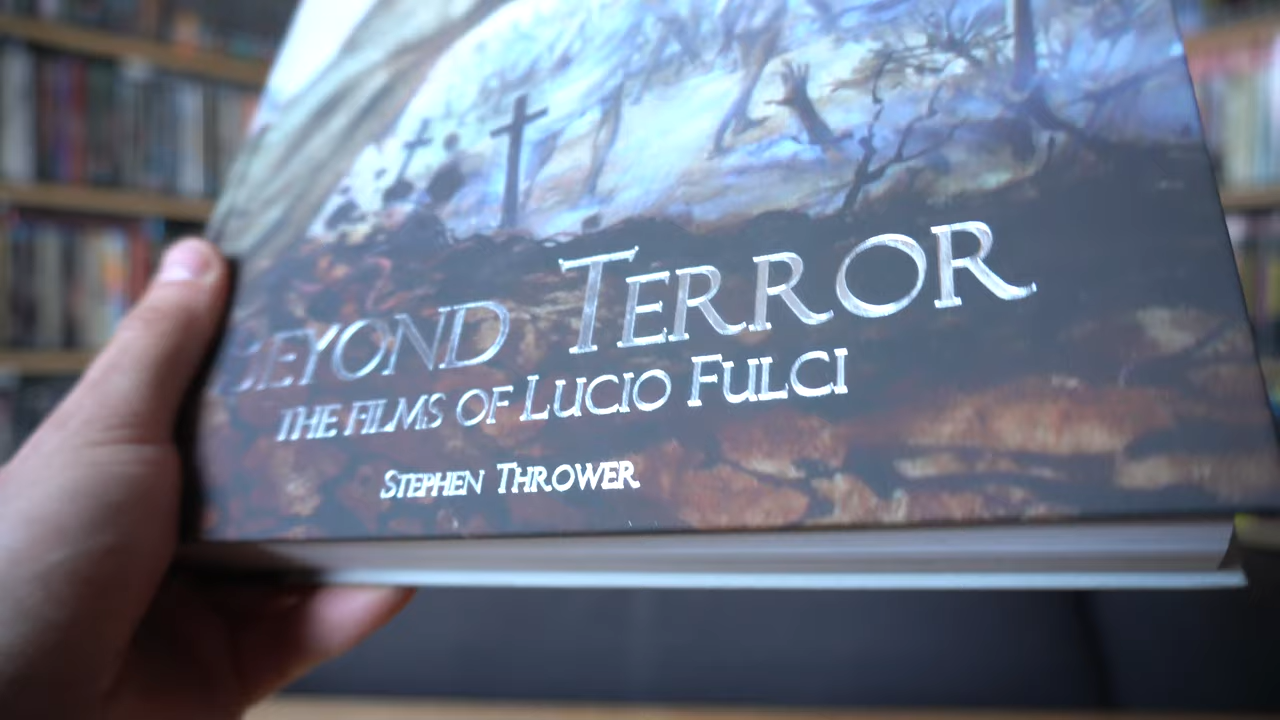 BEYOND TERROR
THE FILMS OF LUCIO FULCI
STEPHEN THROWER